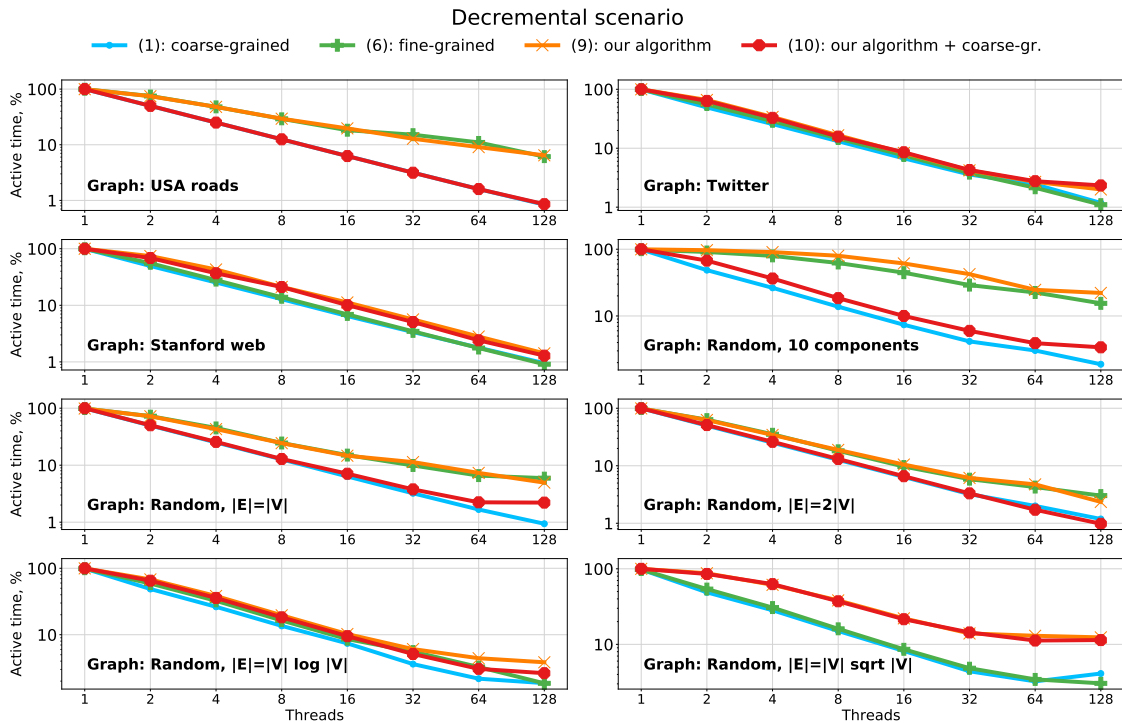 Decremental scenario
(1): coarse-grained (6): fine-grained (9): our algorithm (10): our algorithm + coarse-gr.
Active time, %
100
10
1
Graph: USA roads
1 2 4 8 16 32 64 128
100
10
1
Graph: Twitter
1 2 4 8 16 32 64 128
Active time, %
100
10
1
Graph: Stanford web
1 2 4 8 16 32 64 128
100
10
Graph: Random, 10 components
1 2 4 8 16 32 64 128
Active time, %
100
10
1
Graph: Random, |E|=|V|
1 2 4 8 16 32 64 128
100
10
1
Graph: Random, |E|=2|V|
1 2 4 8 16 32 64 128
Active time, %
100
10
Graph: Random, |E|=|V| log |V|
1 2 4 8 16 32 64 128
Threads
100
10
Graph: Random, |E|=|V| sqrt |V|
1 2 4 8 16 32 64 128
Threads